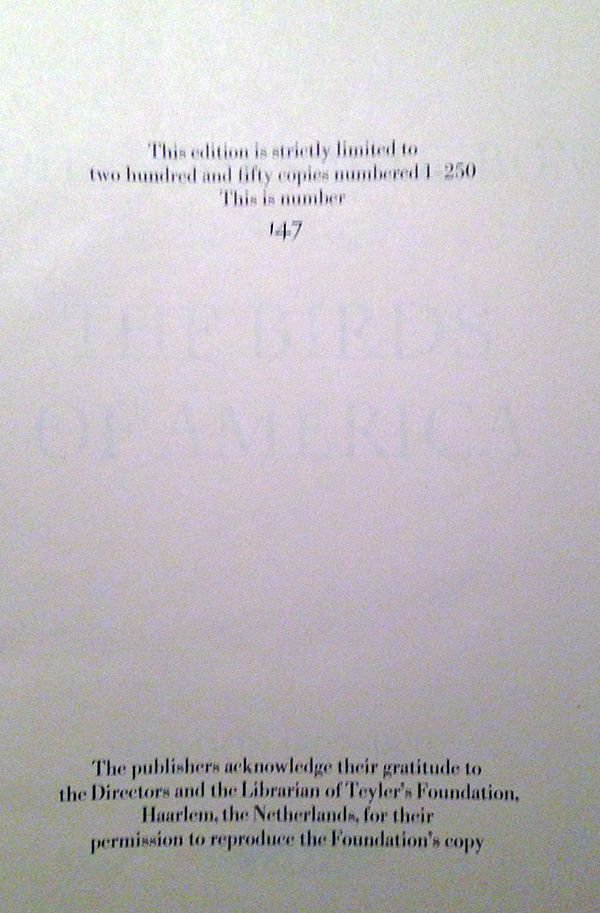 This edition is strictly limited to
two hundred and fifty copies numbered 1–250
This is number
147
THE BIRDS
OF AMERICA
The publishers acknowledge their gratitude to
the Directors and the Librarian of Teyler's Foundation,
Haarlem, the Netherlands, for their
permission to reproduce the Foundation's copy